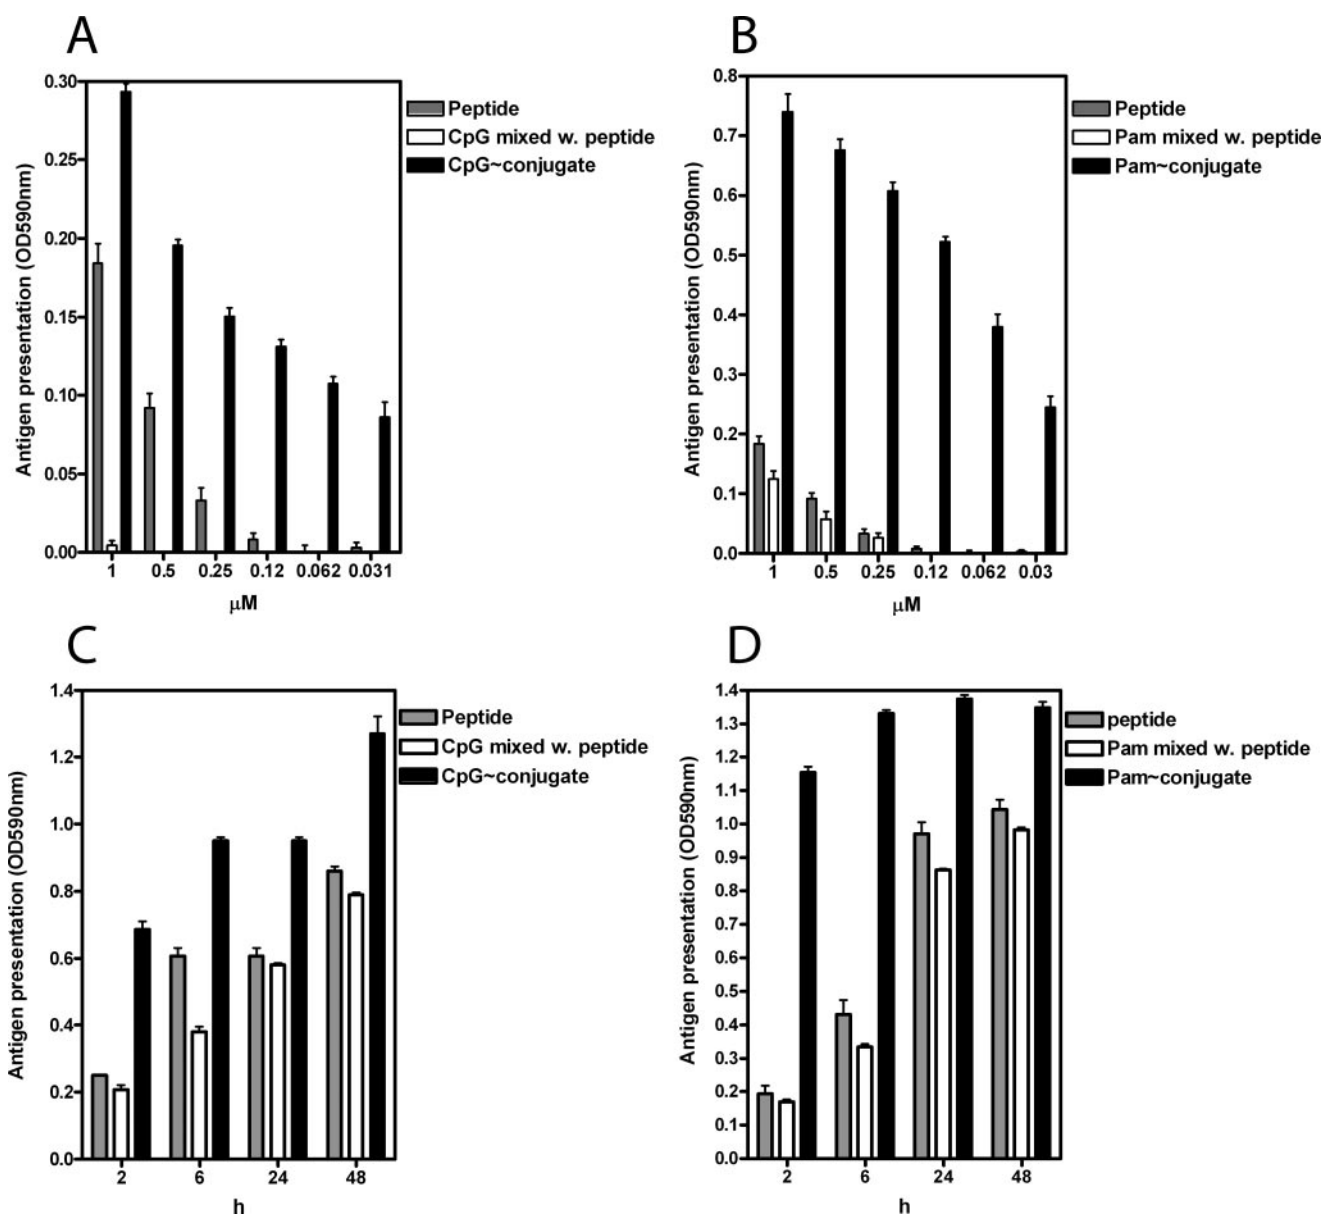 A
Antigen presentation (OD590nm)
0.30
0.25
0.20
0.15
0.10
0.05
0.00
1 0.5 0.25 0.12 0.062 0.031
μM
Peptide
CpG mixed w. peptide
CpG~conjugate
B
Antigen presentation (OD590nm)
0.8
0.7
0.6
0.5
0.4
0.3
0.2
0.1
0.0
1 0.5 0.25 0.12 0.062 0.03
μM
Peptide
Pam mixed w. peptide
Pam~conjugate
C
Antigen presentation (OD590nm)
1.4
1.2
1.0
0.8
0.6
0.4
0.2
0.0
2 6 24 48
h
Peptide
CpG mixed w. peptide
CpG~conjugate
D
Antigen presentation (OD590nm)
1.4
1.3
1.2
1.1
1.0
0.9
0.8
0.7
0.6
0.5
0.4
0.3
0.2
0.1
0.0
2 6 24 48
h
peptide
Pam mixed w. peptide
Pam~conjugate